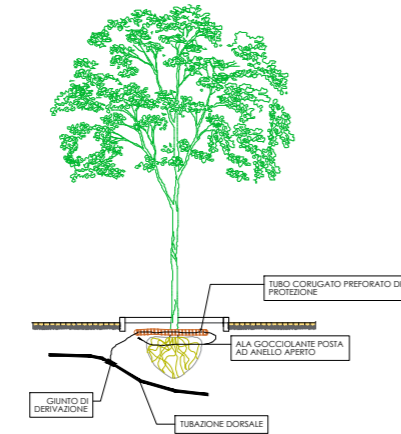 TUBO CORUGATO PREFORATO DI
PROTEZIONE
ALA GOCCIOLANTE POSTA
AD ANELLO APERTO
GIUNTO DI
DERIVAZIONE
TUBAZIONE DORSALE